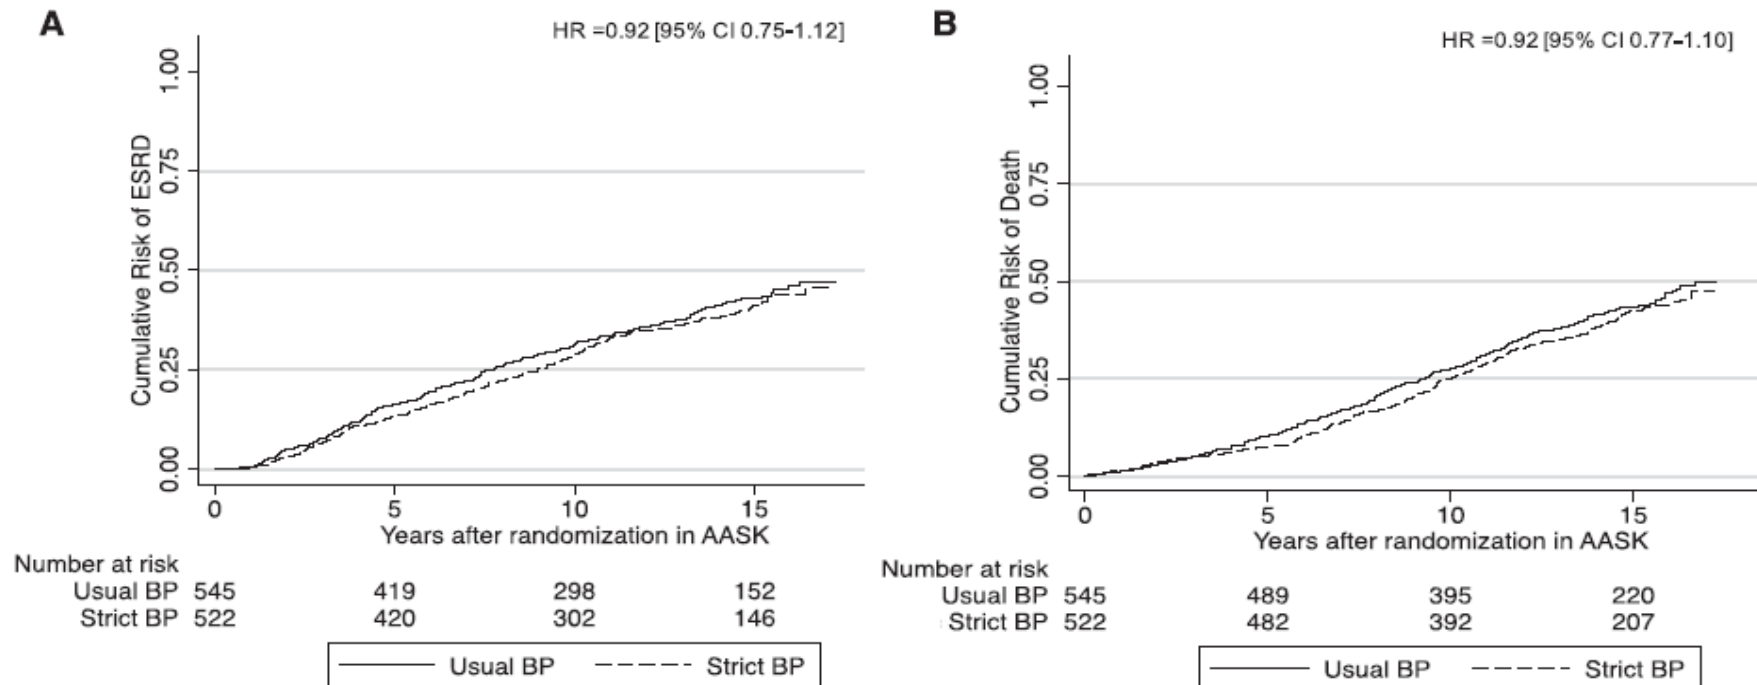 A
HR =0.92 [95% CI 0.75–1.12]
Cumulative Risk of ESRD
1.00
0.75
0.50
0.25
0.00
0 5 10 15
Years after randomization in AASK
Number at risk
Usual BP 545 419 298 152
Strict BP 522 420 302 146
Usual BP Strict BP
B
HR =0.92 [95% CI 0.77–1.10]
Cumulative Risk of Death
1.00
0.75
0.50
0.25
0.00
0 5 10 15
Years after randomization in AASK
Number at risk
Usual BP 545 489 395 220
Strict BP 522 482 392 207
Usual BP Strict BP